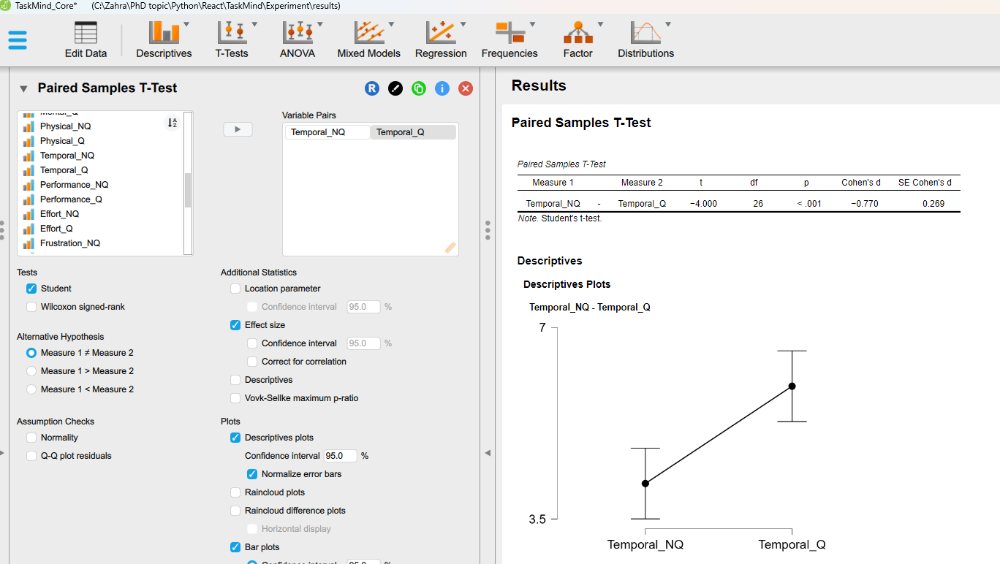 TaskMind_Core* (C:\Zahra\PhD topic\Python\React\TaskMind\Experiment\results)
Edit Data
Descriptives
T-Tests
ANOVA
Mixed Models
Regression
Frequencies
Factor
Distributions
Paired Samples T-Test
R
i
Mental_Q
Physical_NQ
Physical_Q
Temporal_NQ
Temporal_Q
Performance_NQ
Performance_Q
Effort_NQ
Effort_Q
Frustration_NQ
A
Z
Variable Pairs
Temporal_NQ Temporal_Q
Tests
Student
Wilcoxon signed-rank
Alternative Hypothesis
Measure 1 ≠ Measure 2
Measure 1 > Measure 2
Measure 1 < Measure 2
Assumption Checks
Normality
Q-Q plot residuals
Additional Statistics
Location parameter
Confidence interval 95.0 %
Effect size
Confidence interval 95.0 %
Correct for correlation
Descriptives
Vovk-Sellke maximum p-ratio
Plots
Descriptives plots
Confidence interval 95.0 %
Normalize error bars
Raincloud plots
Raincloud difference plots
Horizontal display
Bar plots
Confidence interval 95.0 %
Results
Paired Samples T-Test
Paired Samples T-Test
Measure 1 Measure 2 t df p Cohen's d SE Cohen's d
Temporal_NQ - Temporal_Q −4.000 26 < .001 −0.770 0.269
Note. Student's t-test.
Descriptives
Descriptives Plots
Temporal_NQ - Temporal_Q
7
3.5
Temporal_NQ Temporal_Q